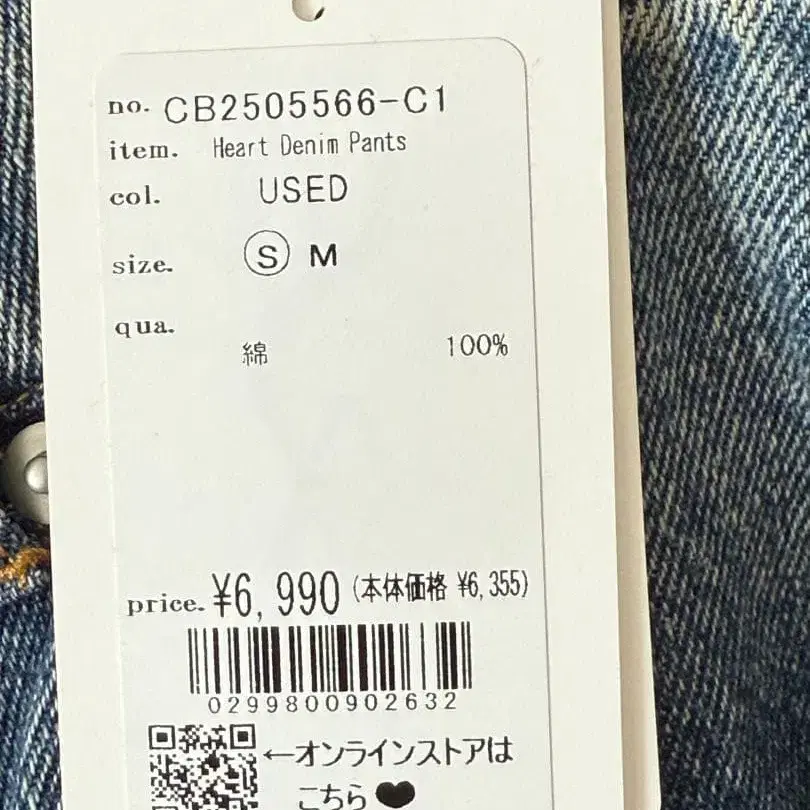 no. CB2505566-C1
item. Heart Denim Pants
col. USED
size. S M
qua.
綿 100%
price. ¥6,990 (本体価格 ¥6,355)
0299800902632
←オンラインストアは
こちら♥